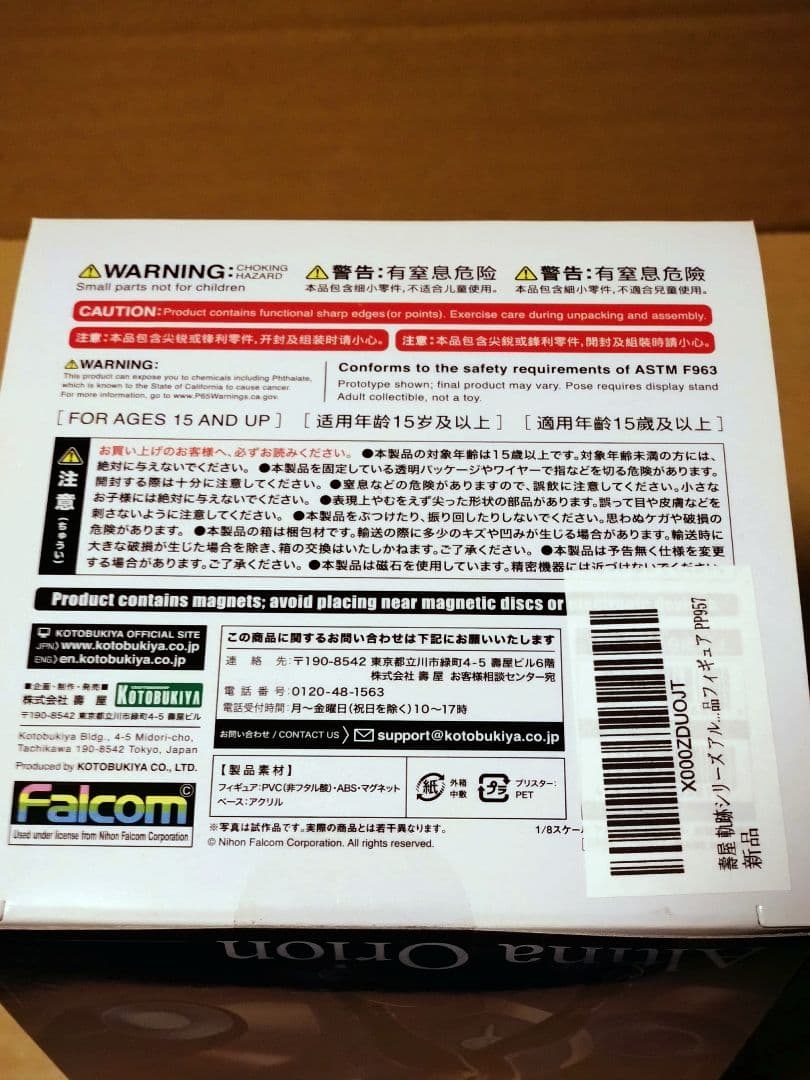 WARNING: CHOKING HAZARD
Small parts not for children
警告:有窒息危险
本品包含细小零件,不适合儿童使用。
警告:有窒息危險
本品包含細小零件,不適合兒童使用。
CAUTION: Product contains functional sharp edges(or points). Exercise care during unpacking and assembly.
注意:本品包含尖锐或锋利零件,开封及组装时请小心。
注意:本品包含尖銳或鋒利零件,開封及組裝時請小心。
WARNING:
This product can expose you to chemicals including Phthalate,
which is known to the State of California to cause cancer.
For more information, go to www.P65Warnings.ca.gov.
Conforms to the safety requirements of ASTM F963
Prototype shown; final product may vary. Pose requires display stand
Adult collectible, not a toy.
[FOR AGES 15 AND UP] [适用年龄15岁及以上] [適用年齡15歲及以上]
注意(ちゅうい)
お買い上げのお客様へ、必ずお読みください。 ●本製品の対象年齢は15歳以上です。対象年齢未満の方には、
絶対に与えないでください。 ●本製品を固定している透明パッケージやワイヤーで指などを切る危険があります。
開封する際は十分に注意してください。 ●窒息などの危険がありますので、誤飲に注意してください。小さな
お子様には絶対に与えないでください。 ●表現上やむをえず尖った形状の部品があります。誤って目や皮膚などを
刺さないように注意してください。 ●本製品をぶつけたり、振り回したりしないでください。思わぬケガや破損の
危険があります。 ●本製品の箱は梱包材です。輸送の際に多少のキズや凹みが生じる場合があります。輸送時に
大きな破損が生じた場合を除き、箱の交換はいたしかねます。ご了承ください。 ●本製品は予告無く仕様を変更
する場合があります。ご了承ください。 ●本製品は磁石を使用しています。精密機器には近づけないでください
Product contains magnets; avoid placing near magnetic discs or
KOTOBUKIYA OFFICIAL SITE
JPN》www.kotobukiya.co.jp
ENG》en.kotobukiya.co.jp
■企画・制作・発売■
株式会社 壽 屋 KOTOBUKIYA
〒190-8542 東京都立川市緑町4-5 壽屋ビル
Kotobukiya Bldg., 4-5 Midori-cho,
Tachikawa 190-8542 Tokyo, Japan
Produced by KOTOBUKIYA CO., LTD.
Falcom©
Used under license from Nihon Falcom Corporation
この商品に関するお問い合わせは下記にお願いいたします
連絡先:〒190-8542 東京都立川市緑町4-5 壽屋ビル6階
株式会社 壽 屋 お客様相談センター宛
電話番号:0120-48-1563
電話受付時間:月~金曜日(祝日を除く)10~17時
お問い合わせ / CONTACT US 》 support@kotobukiya.co.jp
【製品素材】
フィギュア:PVC(非フタル酸)・ABS・マグネット
ベース:アクリル
紙 外箱 中敷
プラ ブリスター: PET
※写真は試作品です。実際の商品とは若干異なります。
1/8スケー
© Nihon Falcom Corporation. All rights reserved.
X000ZDUOJT
壽屋 軌跡シリーズ アル...品フィギュア PP957
新品
Altina Orion